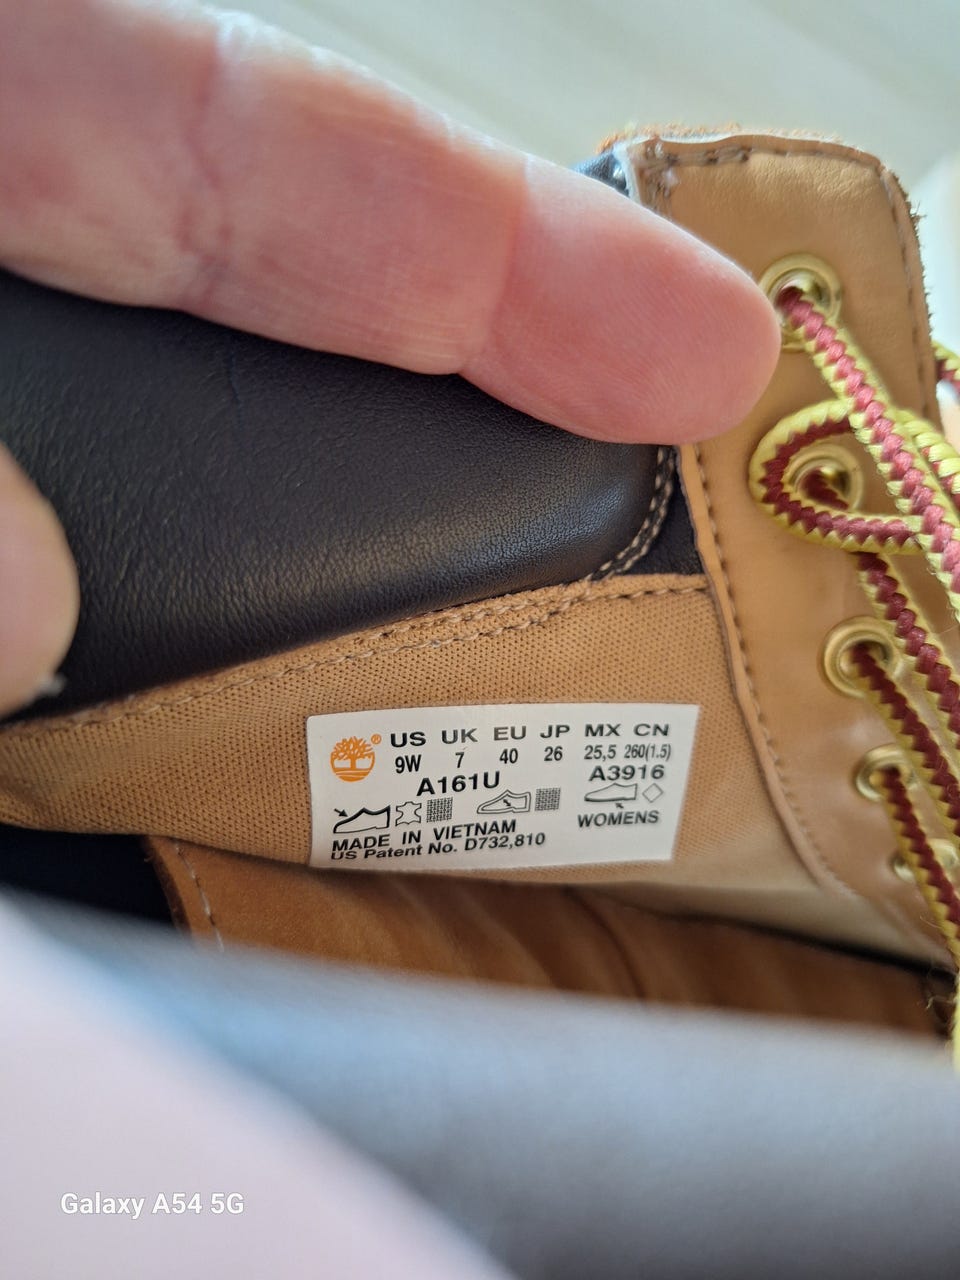 US UK EU JP MX CN
9W 7 40 26 25,5 260(1.5)
A161U A3916
WOMENS
MADE IN VIETNAM
US Patent No. D732,810
Galaxy A54 5G